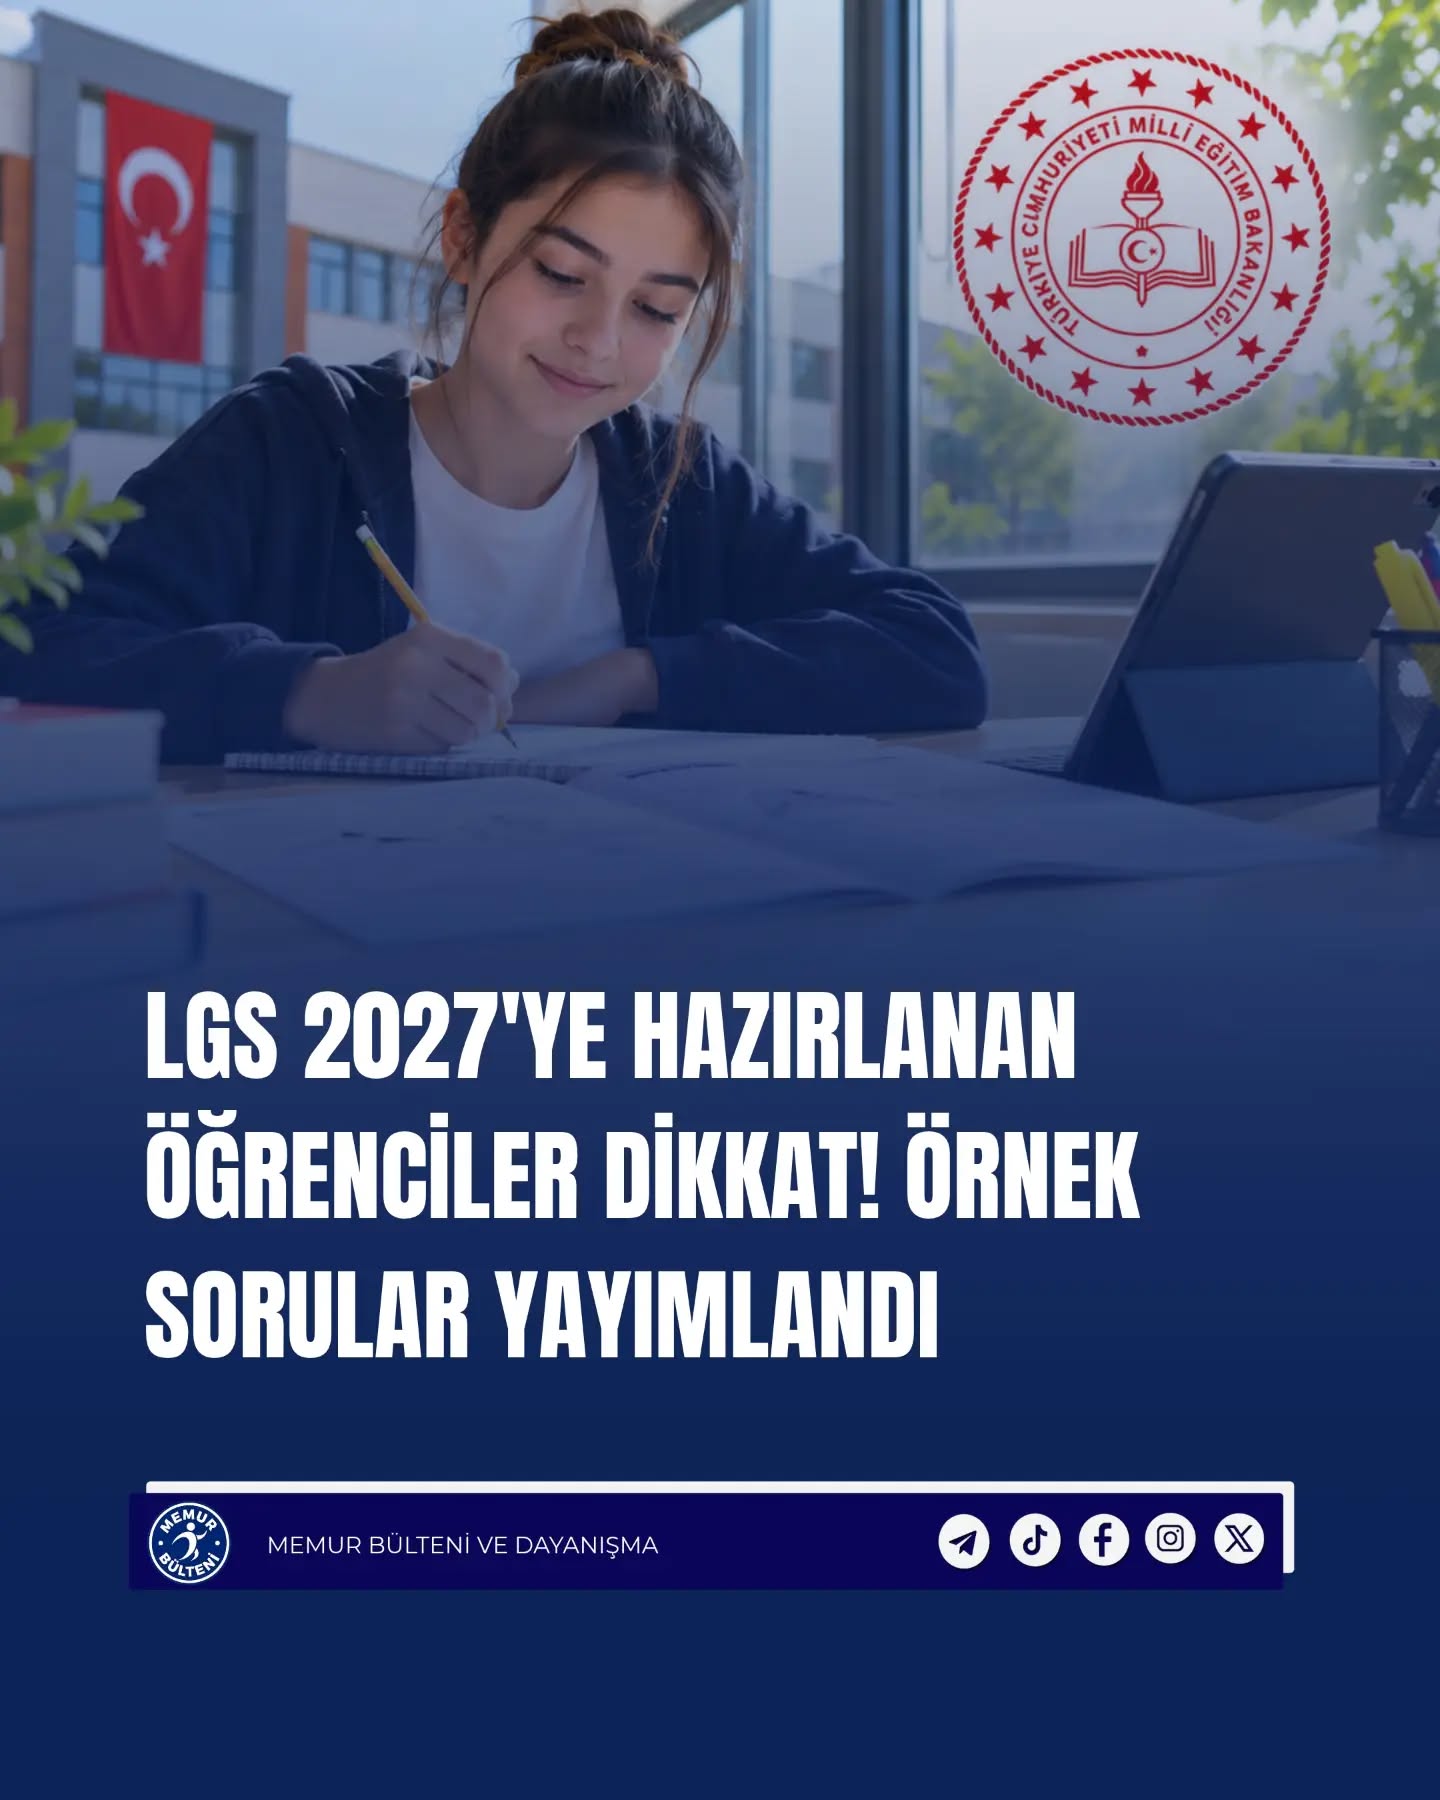 TÜRKİYE CUMHURİYETİ MİLLİ EĞİTİM BAKANLIĞI
LGS 2027'YE HAZIRLANAN
ÖĞRENCİLER DİKKAT! ÖRNEK
SORULAR YAYIMLANDI
MEMUR BÜLTENİ
MEMUR BÜLTENİ VE DAYANIŞMA